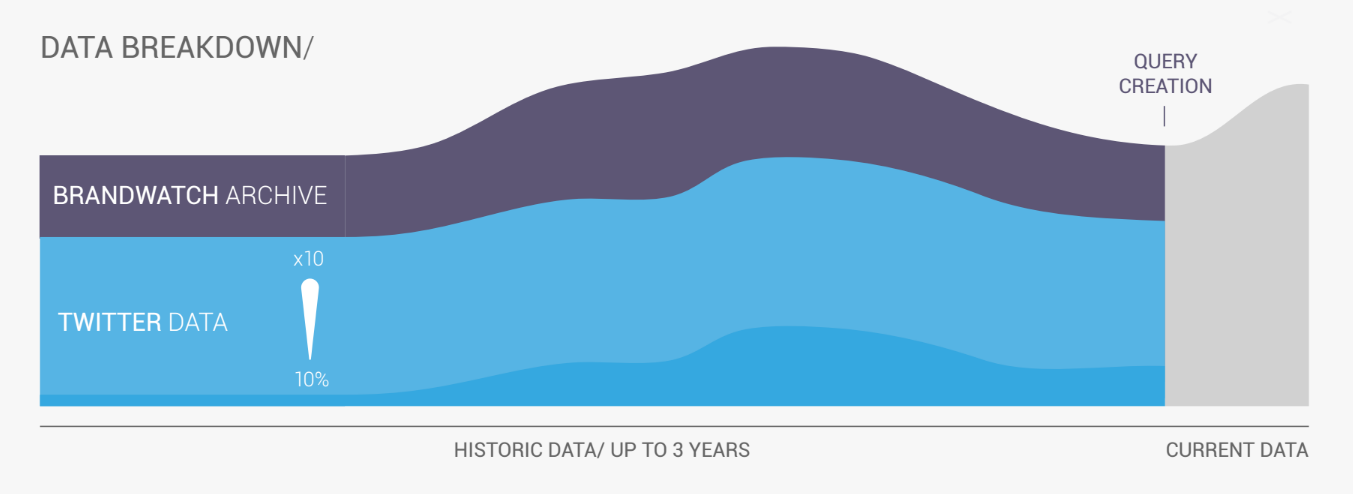 DATA BREAKDOWN/
QUERY
CREATION
BRANDWATCH ARCHIVE
x10
TWITTER DATA
10%
HISTORIC DATA/ UP TO 3 YEARS
CURRENT DATA